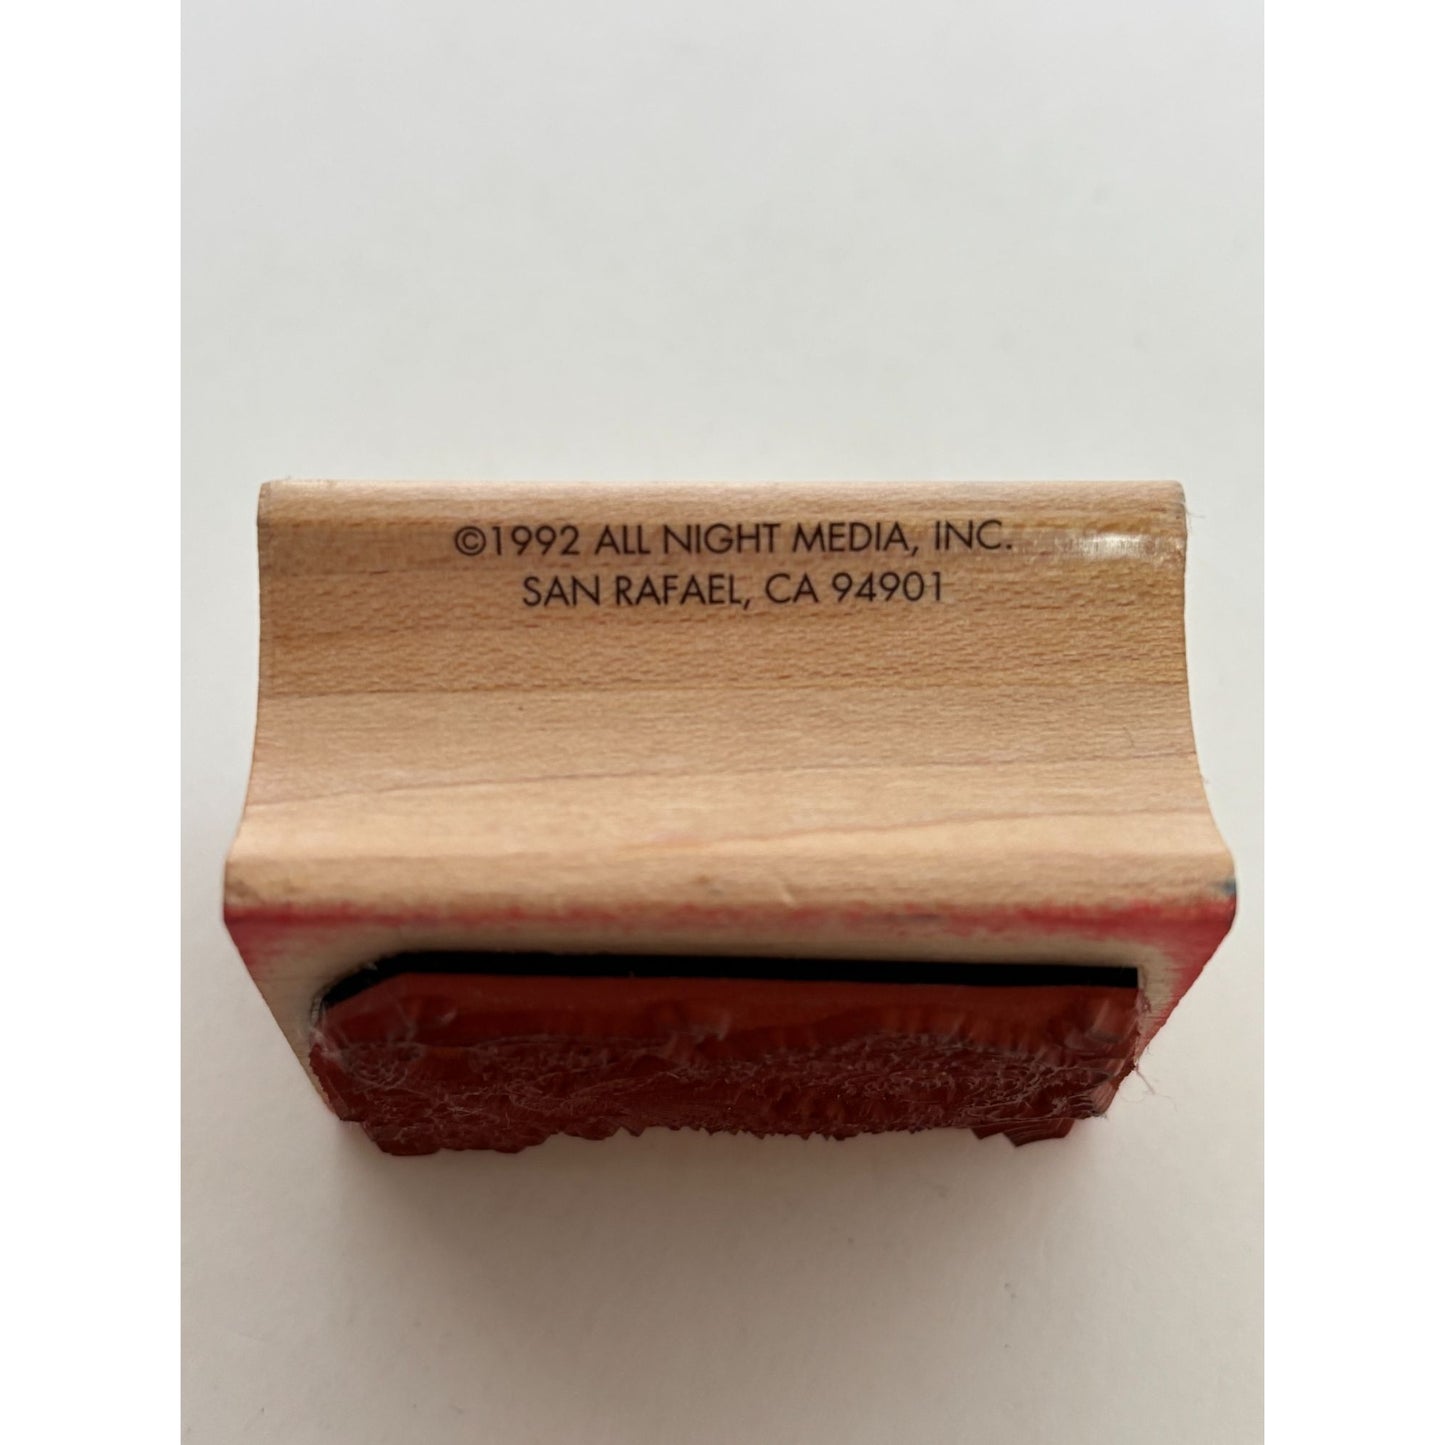 ©1992 ALL NIGHT MEDIA, INC.
SAN RAFAEL, CA 94901